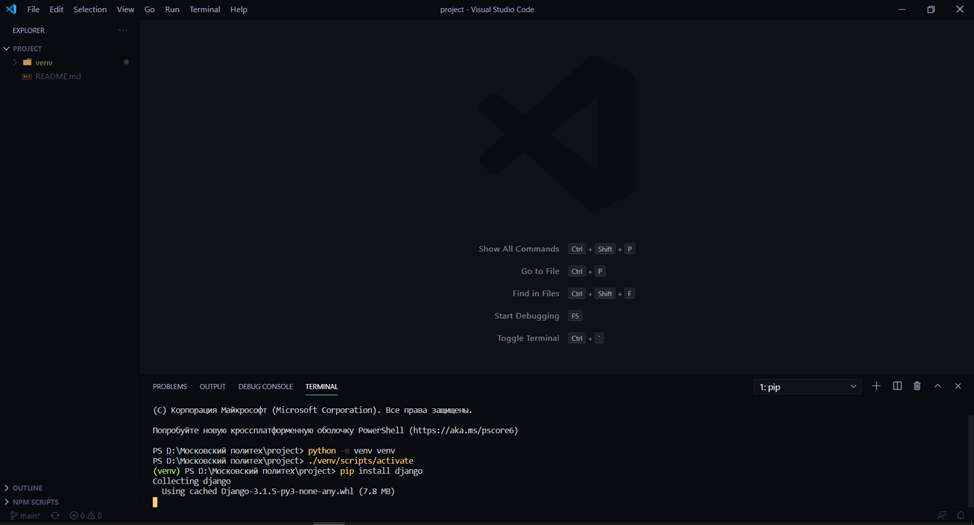 File Edit Selection View Go Run Terminal Help
project - Visual Studio Code
EXPLORER
PROJECT
venv
README.md
Show All Commands Ctrl + Shift + P
Go to File Ctrl + P
Find in Files Ctrl + Shift + F
Start Debugging F5
Toggle Terminal Ctrl + `
PROBLEMS OUTPUT DEBUG CONSOLE TERMINAL
1: pip
(C) Корпорация Майкрософт (Microsoft Corporation). Все права защищены.
Попробуйте новую кроссплатформенную оболочку PowerShell (https://aka.ms/pscore6)
PS D:\Московский политех\project> python -m venv venv
PS D:\Московский политех\project> ./venv/scripts/activate
(venv) PS D:\Московский политех\project> pip install django
Collecting django
Using cached Django-3.1.5-py3-none-any.whl (7.8 MB)
OUTLINE
NPM SCRIPTS
main* 0 0